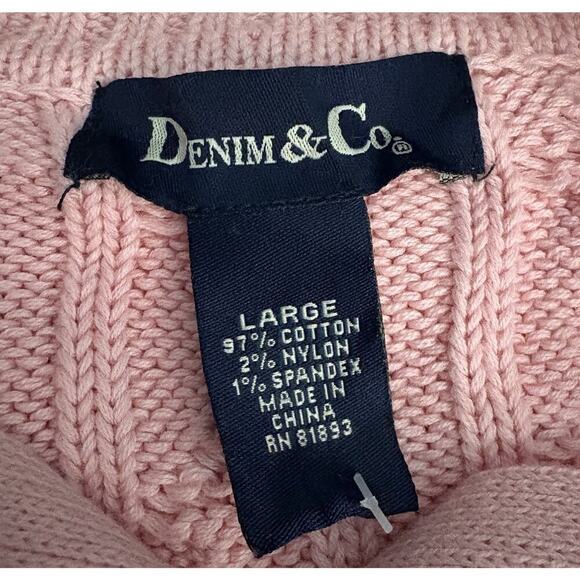 DENIM & Co.®
LARGE
97% COTTON
2% NYLON
1% SPANDEX
MADE IN
CHINA
RN 81893